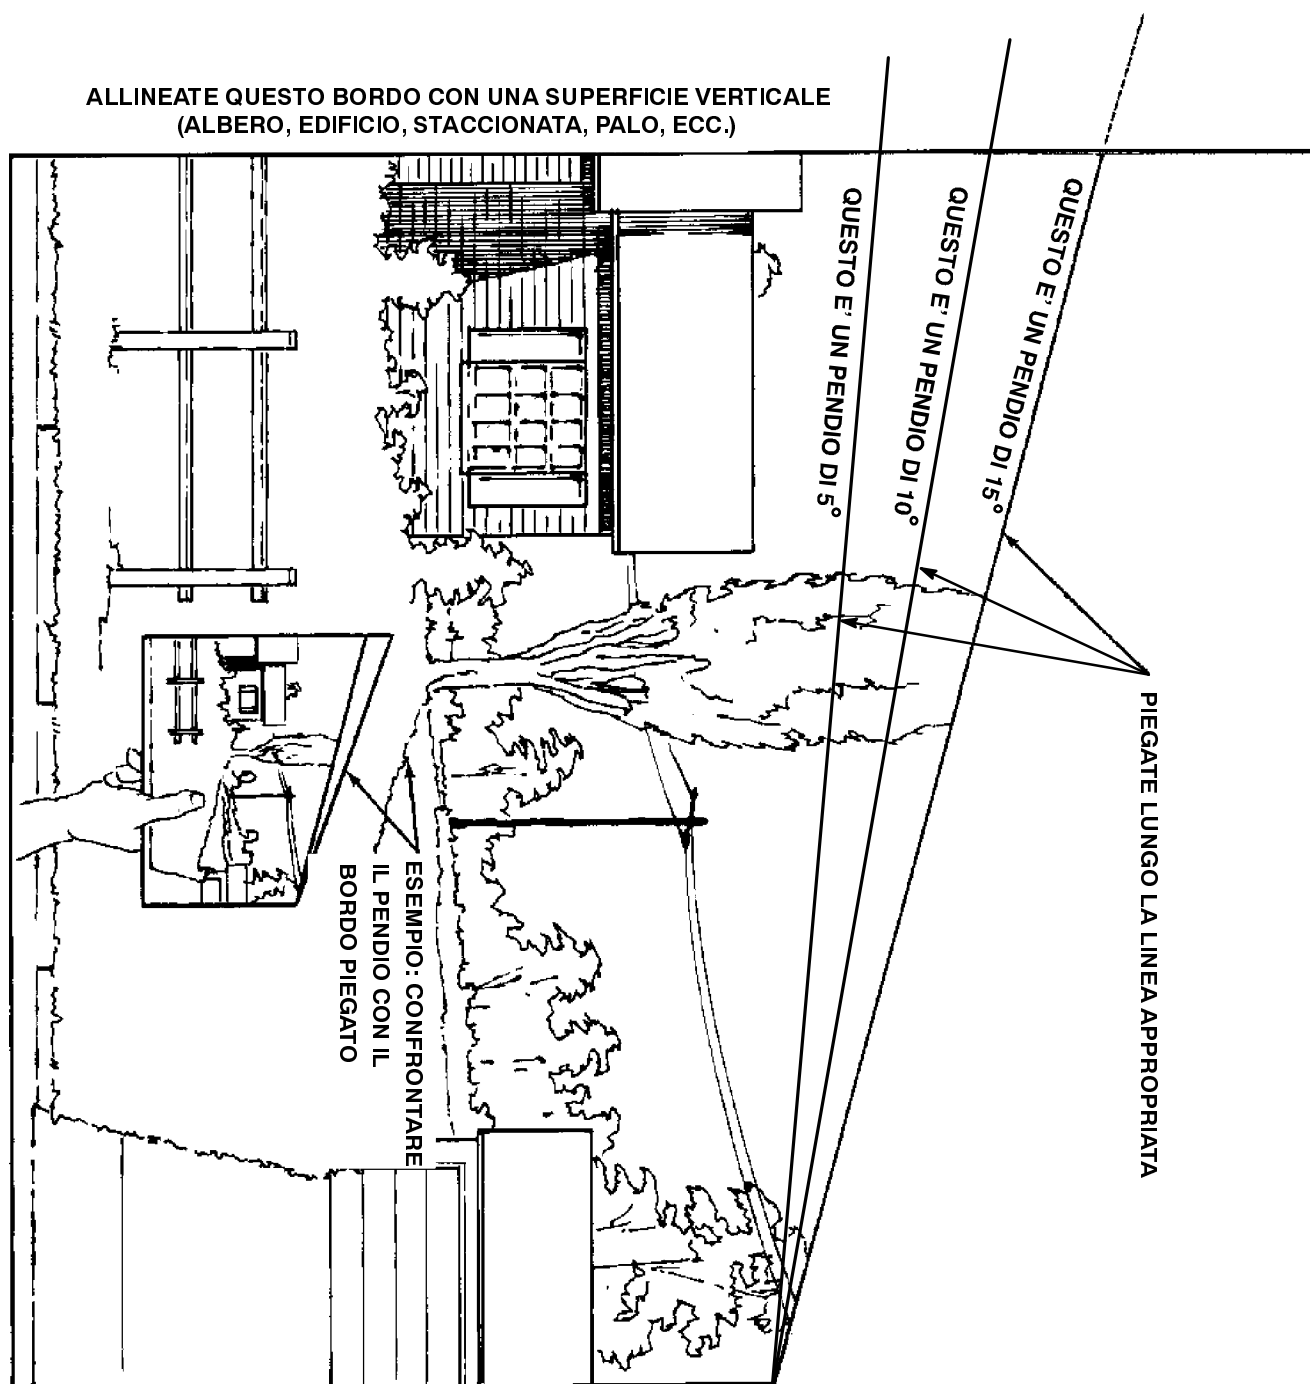 ALLINEATE QUESTO BORDO CON UNA SUPERFICIE VERTICALE
(ALBERO, EDIFICIO, STACCIONATA, PALO, ECC.)
QUESTO E' UN PENDIO DI 5°
QUESTO E' UN PENDIO DI 10°
QUESTO E' UN PENDIO DI 15°
PIEGATE LUNGO LA LINEA APPROPRIATA
ESEMPIO: CONFRONTARE
IL PENDIO CON IL
BORDO PIEGATO